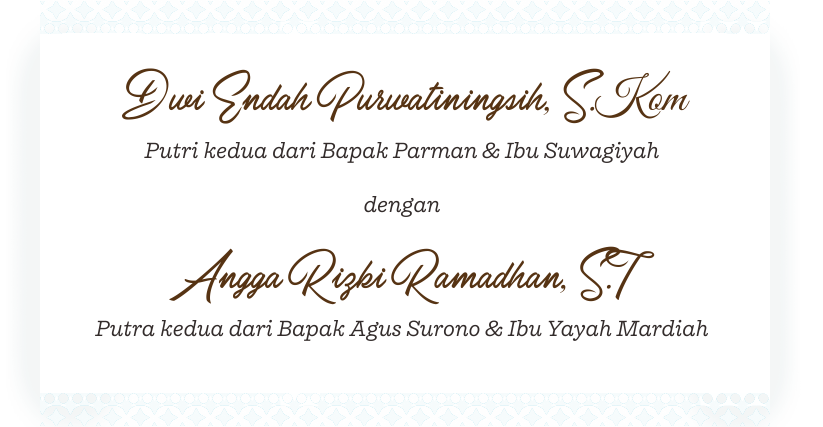 Dwi Endah Purwatiningsih, S.Kom
Putri kedua dari Bapak Parman & Ibu Suwagiyah
dengan
Angga Rizki Ramadhan, S.T
Putra kedua dari Bapak Agus Surono & Ibu Yayah Mardiah